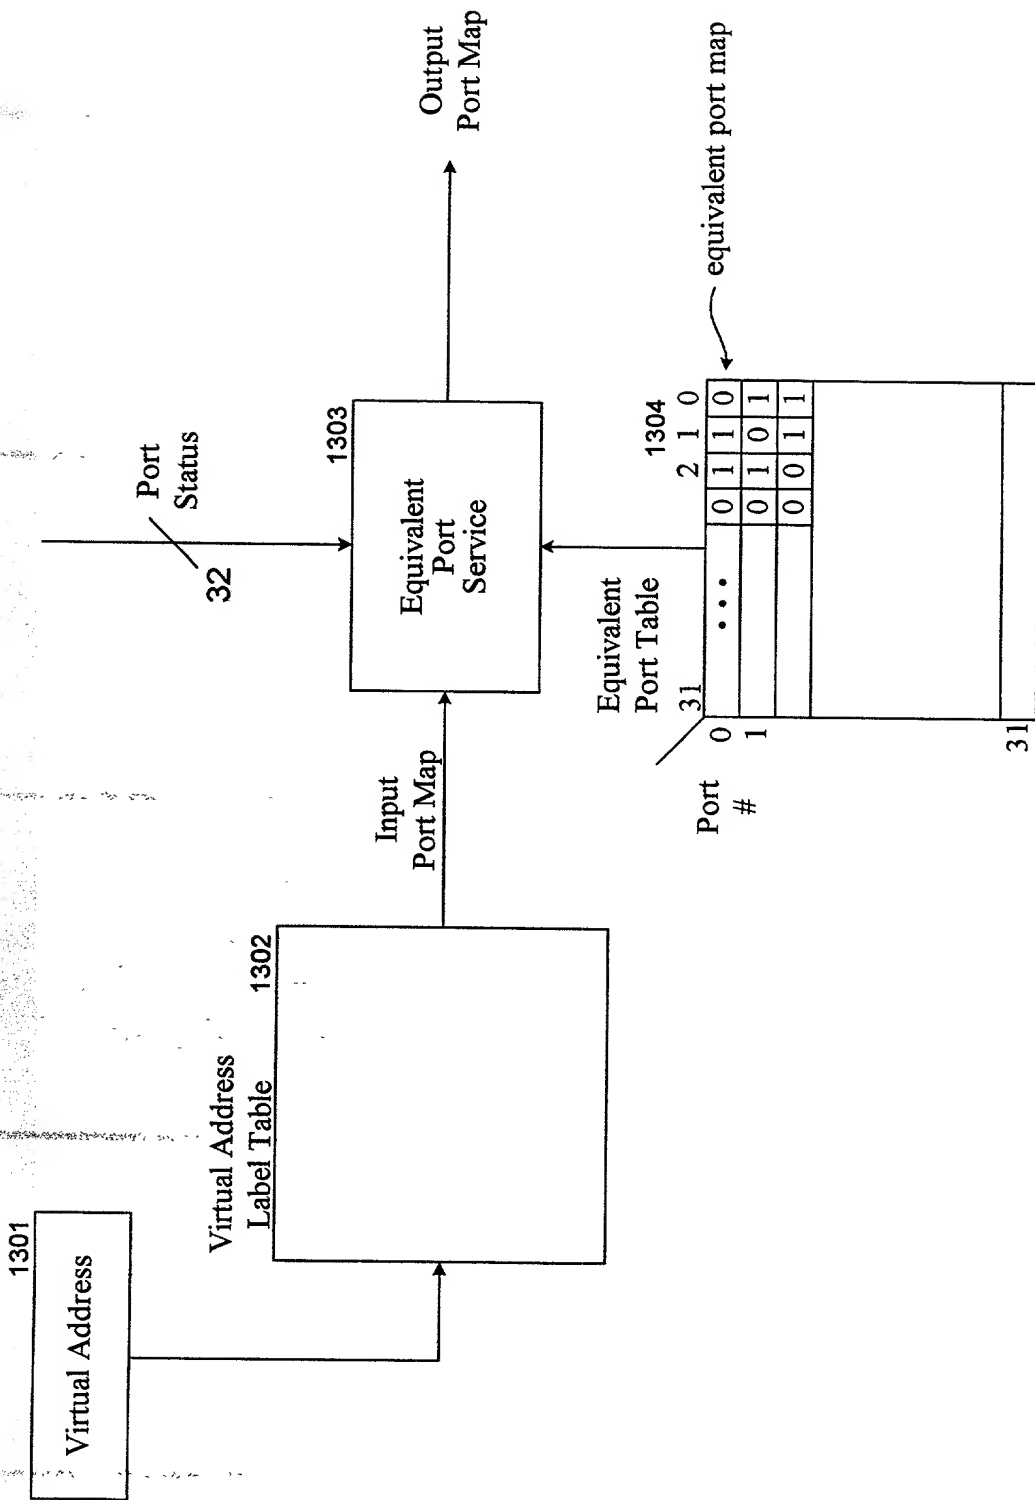 1301
Virtual Address
Virtual Address
Label Table
1302
Input
Port Map
Port
Status
32
1303
Equivalent
Port
Service
Output
Port Map
Equivalent
Port Table
1304
Port
#
31 2 1 0
0 ... 0 1 1 0
1 0 1 0 1
0 0 1 1
31
equivalent port map